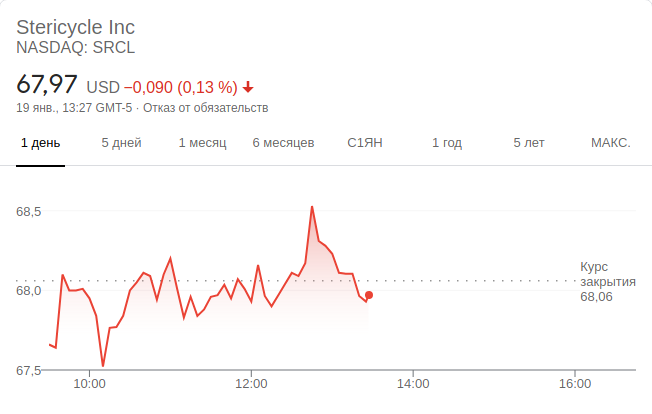 Stericycle Inc
NASDAQ: SRCL
67,97 USD −0,090 (0,13 %)
19 янв., 13:27 GMT-5 · Отказ от обязательств
1 день 5 дней 1 месяц 6 месяцев С1ЯН 1 год 5 лет МАКС.
68,5
Курс
закрытия
68,06
68,0
67,5
10:00 12:00 14:00 16:00